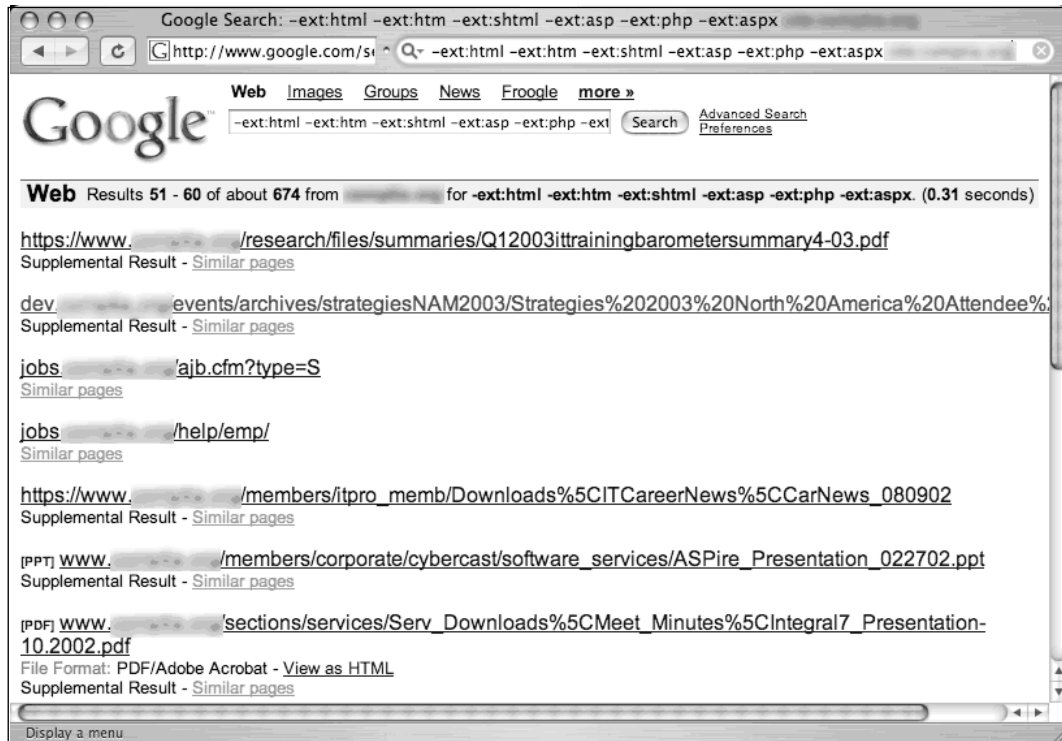 Google Search: -ext:html -ext:htm -ext:shtml -ext:asp -ext:php -ext:aspx
G http://www.google.com/se Q -ext:html -ext:htm -ext:shtml -ext:asp -ext:php -ext:aspx
Web Images Groups News Froogle more »
Google™ -ext:html -ext:htm -ext:shtml -ext:asp -ext:php -ext Search Advanced Search
Preferences
Web Results 51 - 60 of about 674 from for -ext:html -ext:htm -ext:shtml -ext:asp -ext:php -ext:aspx. (0.31 seconds)
https://www. /research/files/summaries/Q12003ittrainingbarometersummary4-03.pdf
Supplemental Result - Similar pages
dev. /events/archives/strategiesNAM2003/Strategies%202003%20North%20America%20Attendee%
Supplemental Result - Similar pages
jobs. /ajb.cfm?type=S
Similar pages
jobs. /help/emp/
Similar pages
https://www. /members/itpro_memb/Downloads%5CITCareerNews%5CCarNews_080902
Supplemental Result - Similar pages
[PPT] www. /members/corporate/cybercast/software_services/ASPire_Presentation_022702.ppt
Supplemental Result - Similar pages
[PDF] www. /sections/services/Serv_Downloads%5CMeet_Minutes%5CIntegral7_Presentation-
10.2002.pdf
File Format: PDF/Adobe Acrobat - View as HTML
Supplemental Result - Similar pages
Display a menu